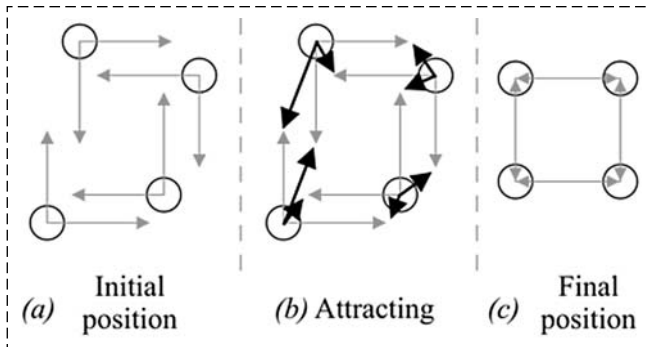 (a) Initial
position
(b) Attracting
(c) Final
position